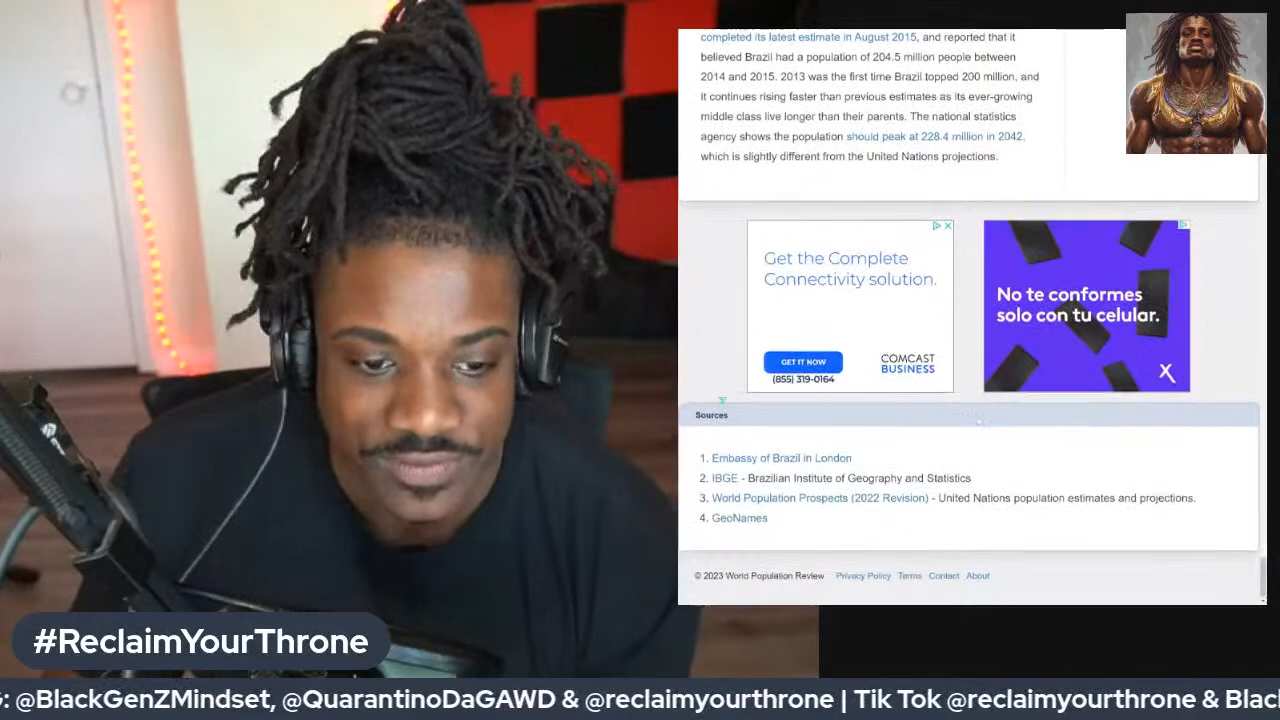 completed its latest estimate in August 2015, and reported that it
believed Brazil had a population of 204.5 million people between
2014 and 2015. 2013 was the first time Brazil topped 200 million, and
it continues rising faster than previous estimates as its ever-growing
middle class live longer than their parents. The national statistics
agency shows the population should peak at 228.4 million in 2042,
which is slightly different from the United Nations projections.
Get the Complete
Connectivity solution.
GET IT NOW
(855) 319-0164
COMCAST
BUSINESS
No te conformes
solo con tu celular.
X
Sources
1. Embassy of Brazil in London
2. IBGE - Brazilian Institute of Geography and Statistics
3. World Population Prospects (2022 Revision) - United Nations population estimates and projections.
4. GeoNames
© 2023 World Population Review Privacy Policy Terms Contact About
#ReclaimYourThrone
: @BlackGenZMindset, @QuarantinoDaGAWD & @reclaimyourthrone | Tik Tok @reclaimyourthrone & Blac